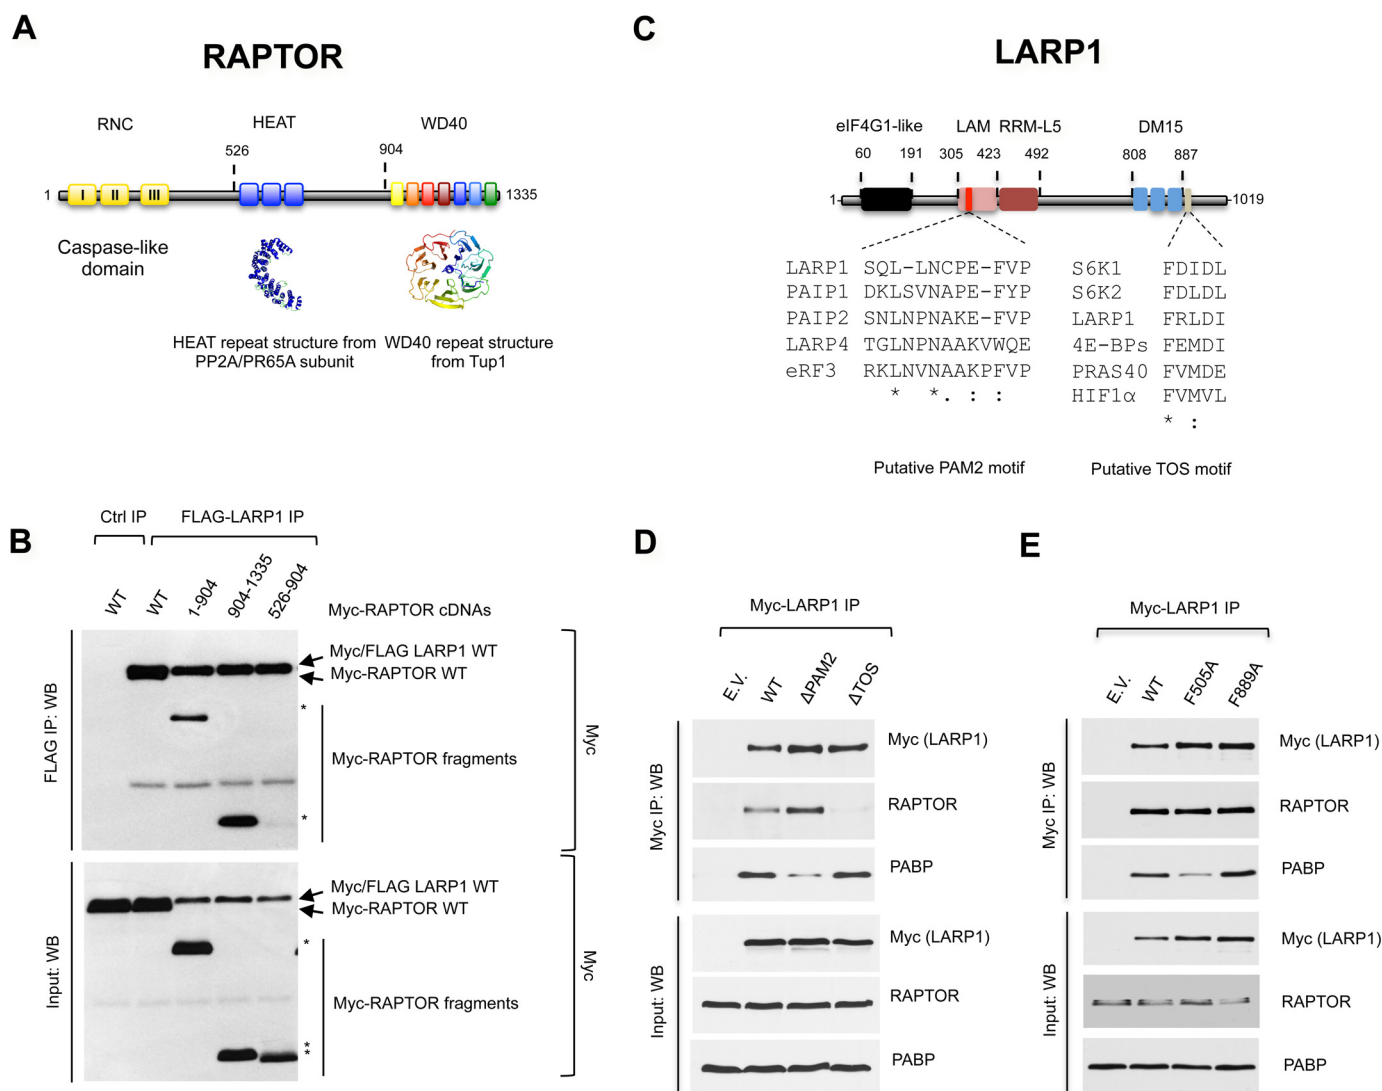 A
RAPTOR
RNC
HEAT
WD40
526
904
1
I
II
III
1335
Caspase-like
domain
HEAT repeat structure from
PP2A/PR65A subunit
WD40 repeat structure
from Tup1
C
LARP1
eIF4G1-like
LAM
RRM-L5
DM15
60
191
305
423
492
808
887
1
1019
LARP1 SQL-LNCPE-FVP
PAIP1 DKLSVNAPE-FYP
PAIP2 SNLNPNAKE-FVP
LARP4 TGLNPNAAKVWQE
eRF3 RKLNVNAAKPFVP
* *. : :
Putative PAM2 motif
S6K1 FDIDL
S6K2 FDLDL
LARP1 FRLDI
4E-BPs FEMDI
PRAS40 FVMDE
HIF1α FVMVL
* :
Putative TOS motif
B
Ctrl IP
FLAG-LARP1 IP
WT
WT
1-904
904-1335
526-904
Myc-RAPTOR cDNAs
FLAG IP: WB
Myc/FLAG LARP1 WT
Myc-RAPTOR WT
*
Myc-RAPTOR fragments
*
Myc
Input: WB
Myc/FLAG LARP1 WT
Myc-RAPTOR WT
*
Myc-RAPTOR fragments
*
*
Myc
D
Myc-LARP1 IP
E.V.
WT
ΔPAM2
ΔTOS
Myc IP: WB
Myc (LARP1)
RAPTOR
PABP
Input: WB
Myc (LARP1)
RAPTOR
PABP
E
Myc-LARP1 IP
E.V.
WT
F505A
F889A
Myc IP: WB
Myc (LARP1)
RAPTOR
PABP
Input: WB
Myc (LARP1)
RAPTOR
PABP